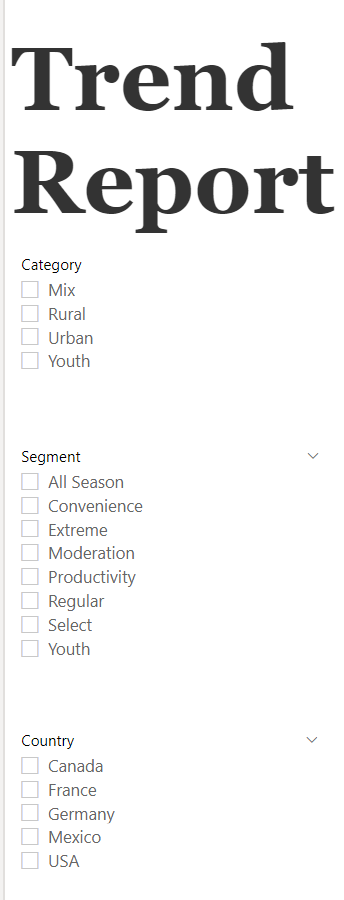 Trend
Report
Category
Mix
Rural
Urban
Youth
Segment
All Season
Convenience
Extreme
Moderation
Productivity
Regular
Select
Youth
Country
Canada
France
Germany
Mexico
USA